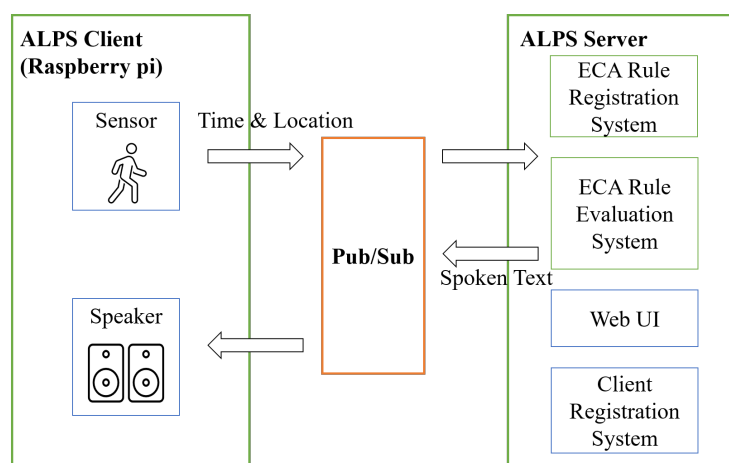 ALPS Client
(Raspberry pi)
Sensor
Time & Location
Speaker
Pub/Sub
Spoken Text
ALPS Server
ECA Rule
Registration
System
ECA Rule
Evaluation
System
Web UI
Client
Registration
System